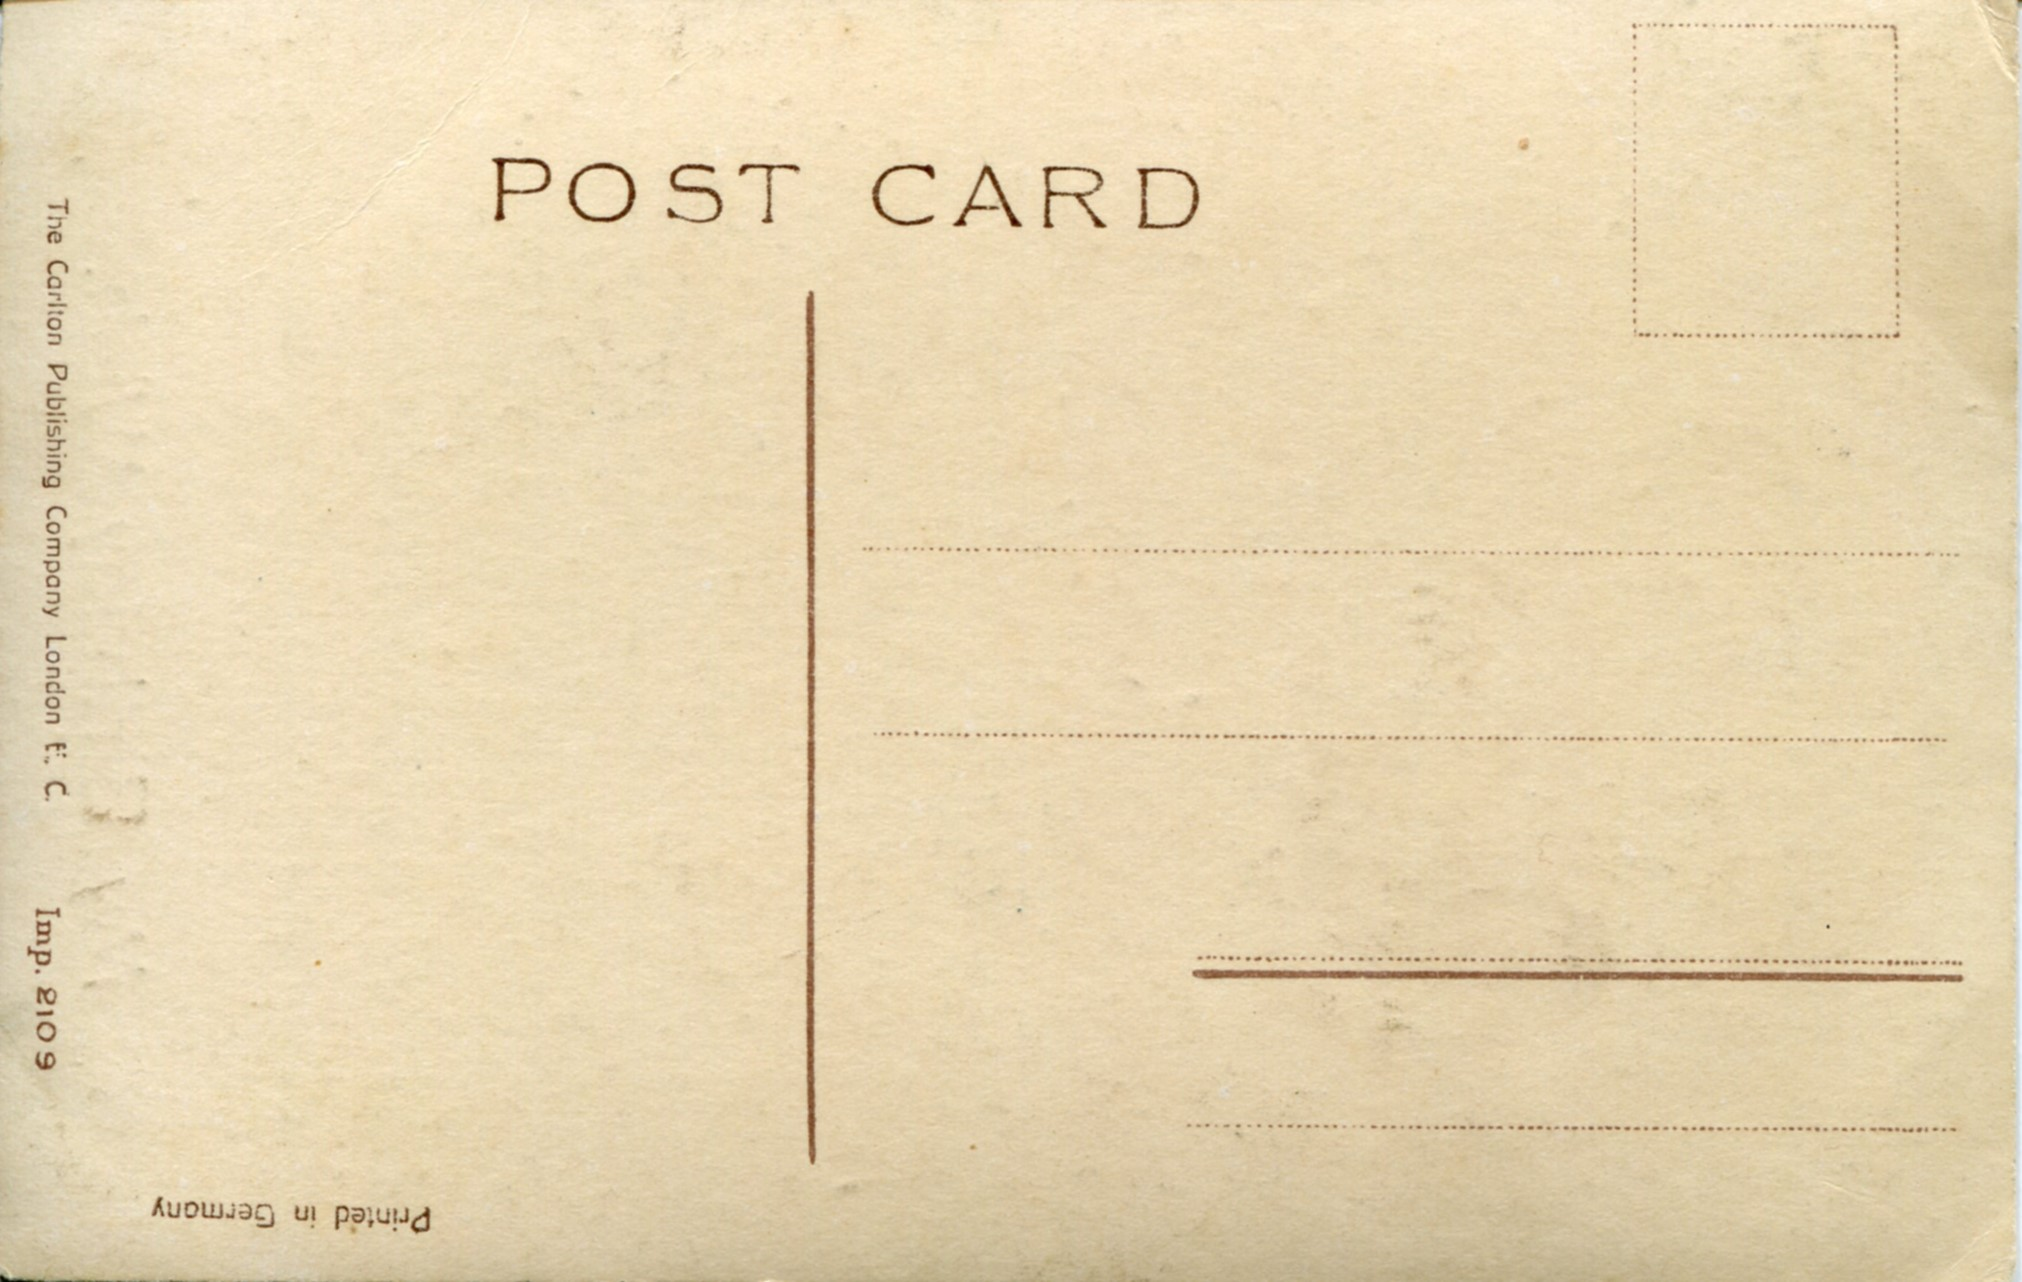 POST CARD
The Carlton Publishing Company London E. C.
Imp. 2109
Printed in Germany